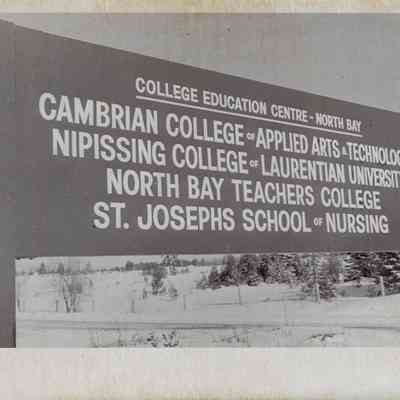 COLLEGE EDUCATION CENTRE - NORTH BAY
CAMBRIAN COLLEGE OF APPLIED ARTS & TECHNOLOG
NIPISSING COLLEGE OF LAURENTIAN UNIVERSIT
NORTH BAY TEACHERS COLLEGE
ST. JOSEPHS SCHOOL OF NURSING